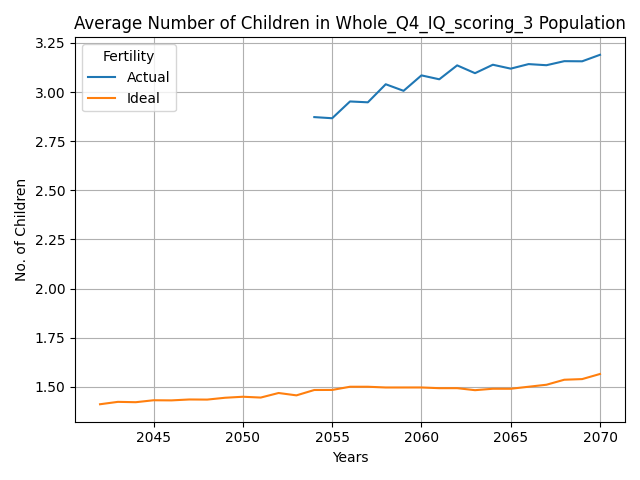 Average Number of Children in Whole_Q4_IQ_scoring_3 Population
Fertility
Actual
Ideal
No. of Children
3.25
3.00
2.75
2.50
2.25
2.00
1.75
1.50
2045 2050 2055 2060 2065 2070
Years